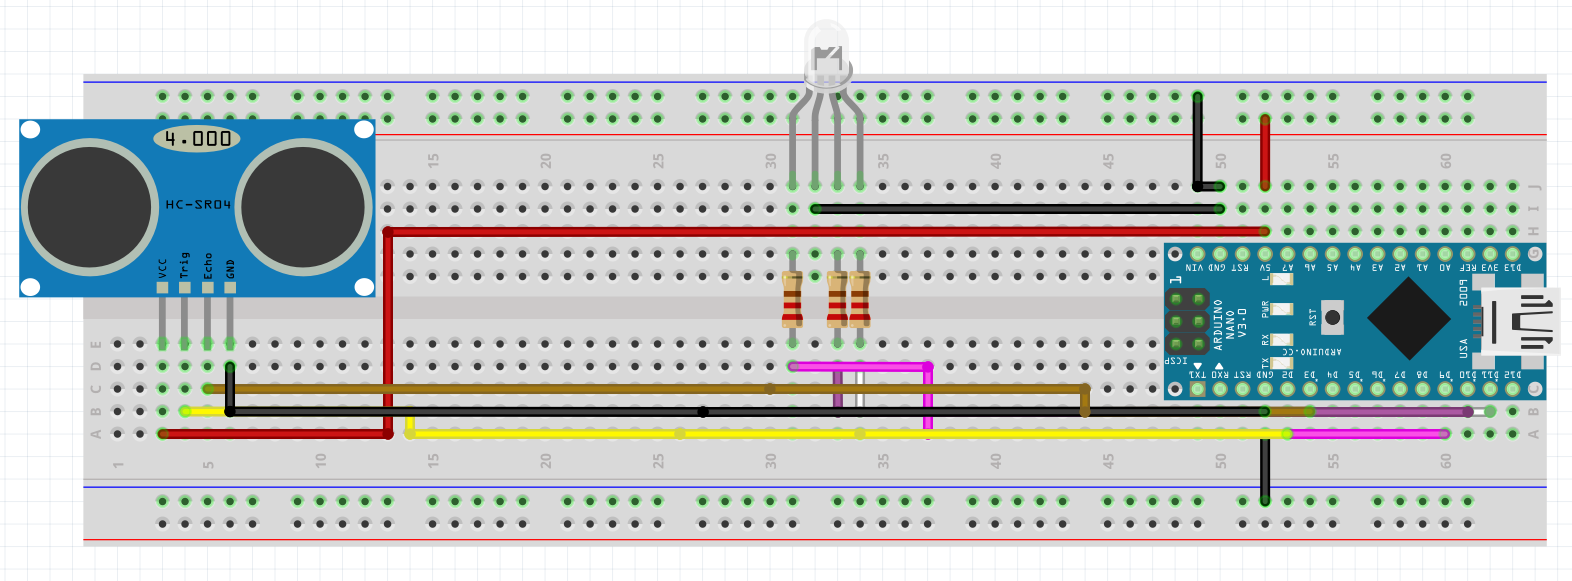 4.000
15 20 25 30 35 40 45 50 55 60
HC-SR04
VCC Trig Echo GND
J
I
H
G
VIN GND RST 5V A7 A6 A5 A4 A3 A2 A1 A0 REF 3V3 D13
1
L
PWR
RX
TX
ARDUINO
NANO
V3.0
ICSP
RST
ARDUINO.CC
USA
TX1 RX0 RST GND D2 D3 D4 D5 D6 D7 D8 D9 D10 D11 D12
E
D
C
B
A
C
B
A
1 5 10 15 20 25 30 35 40 45 50 55 60